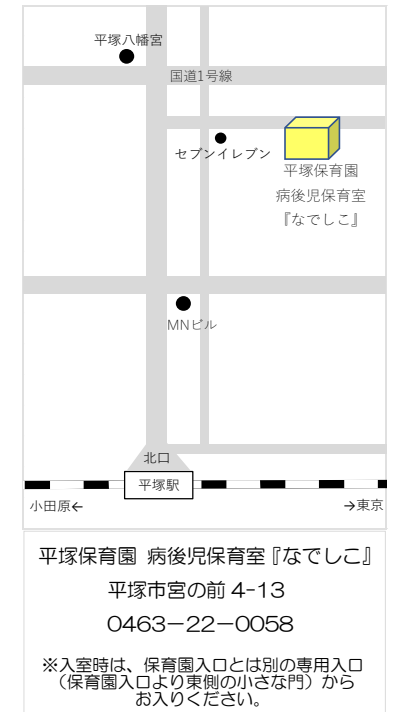 平塚八幡宮
国道1号線
セブンイレブン
平塚保育園
病後児保育室
『なでしこ』
MNビル
北口
平塚駅
小田原←
→東京
平塚保育園 病後児保育室『なでしこ』
平塚市宮の前 4-13
0463－22－0058
※入室時は、保育園入口とは別の専用入口
（保育園入口より東側の小さな門）から
お入りください。